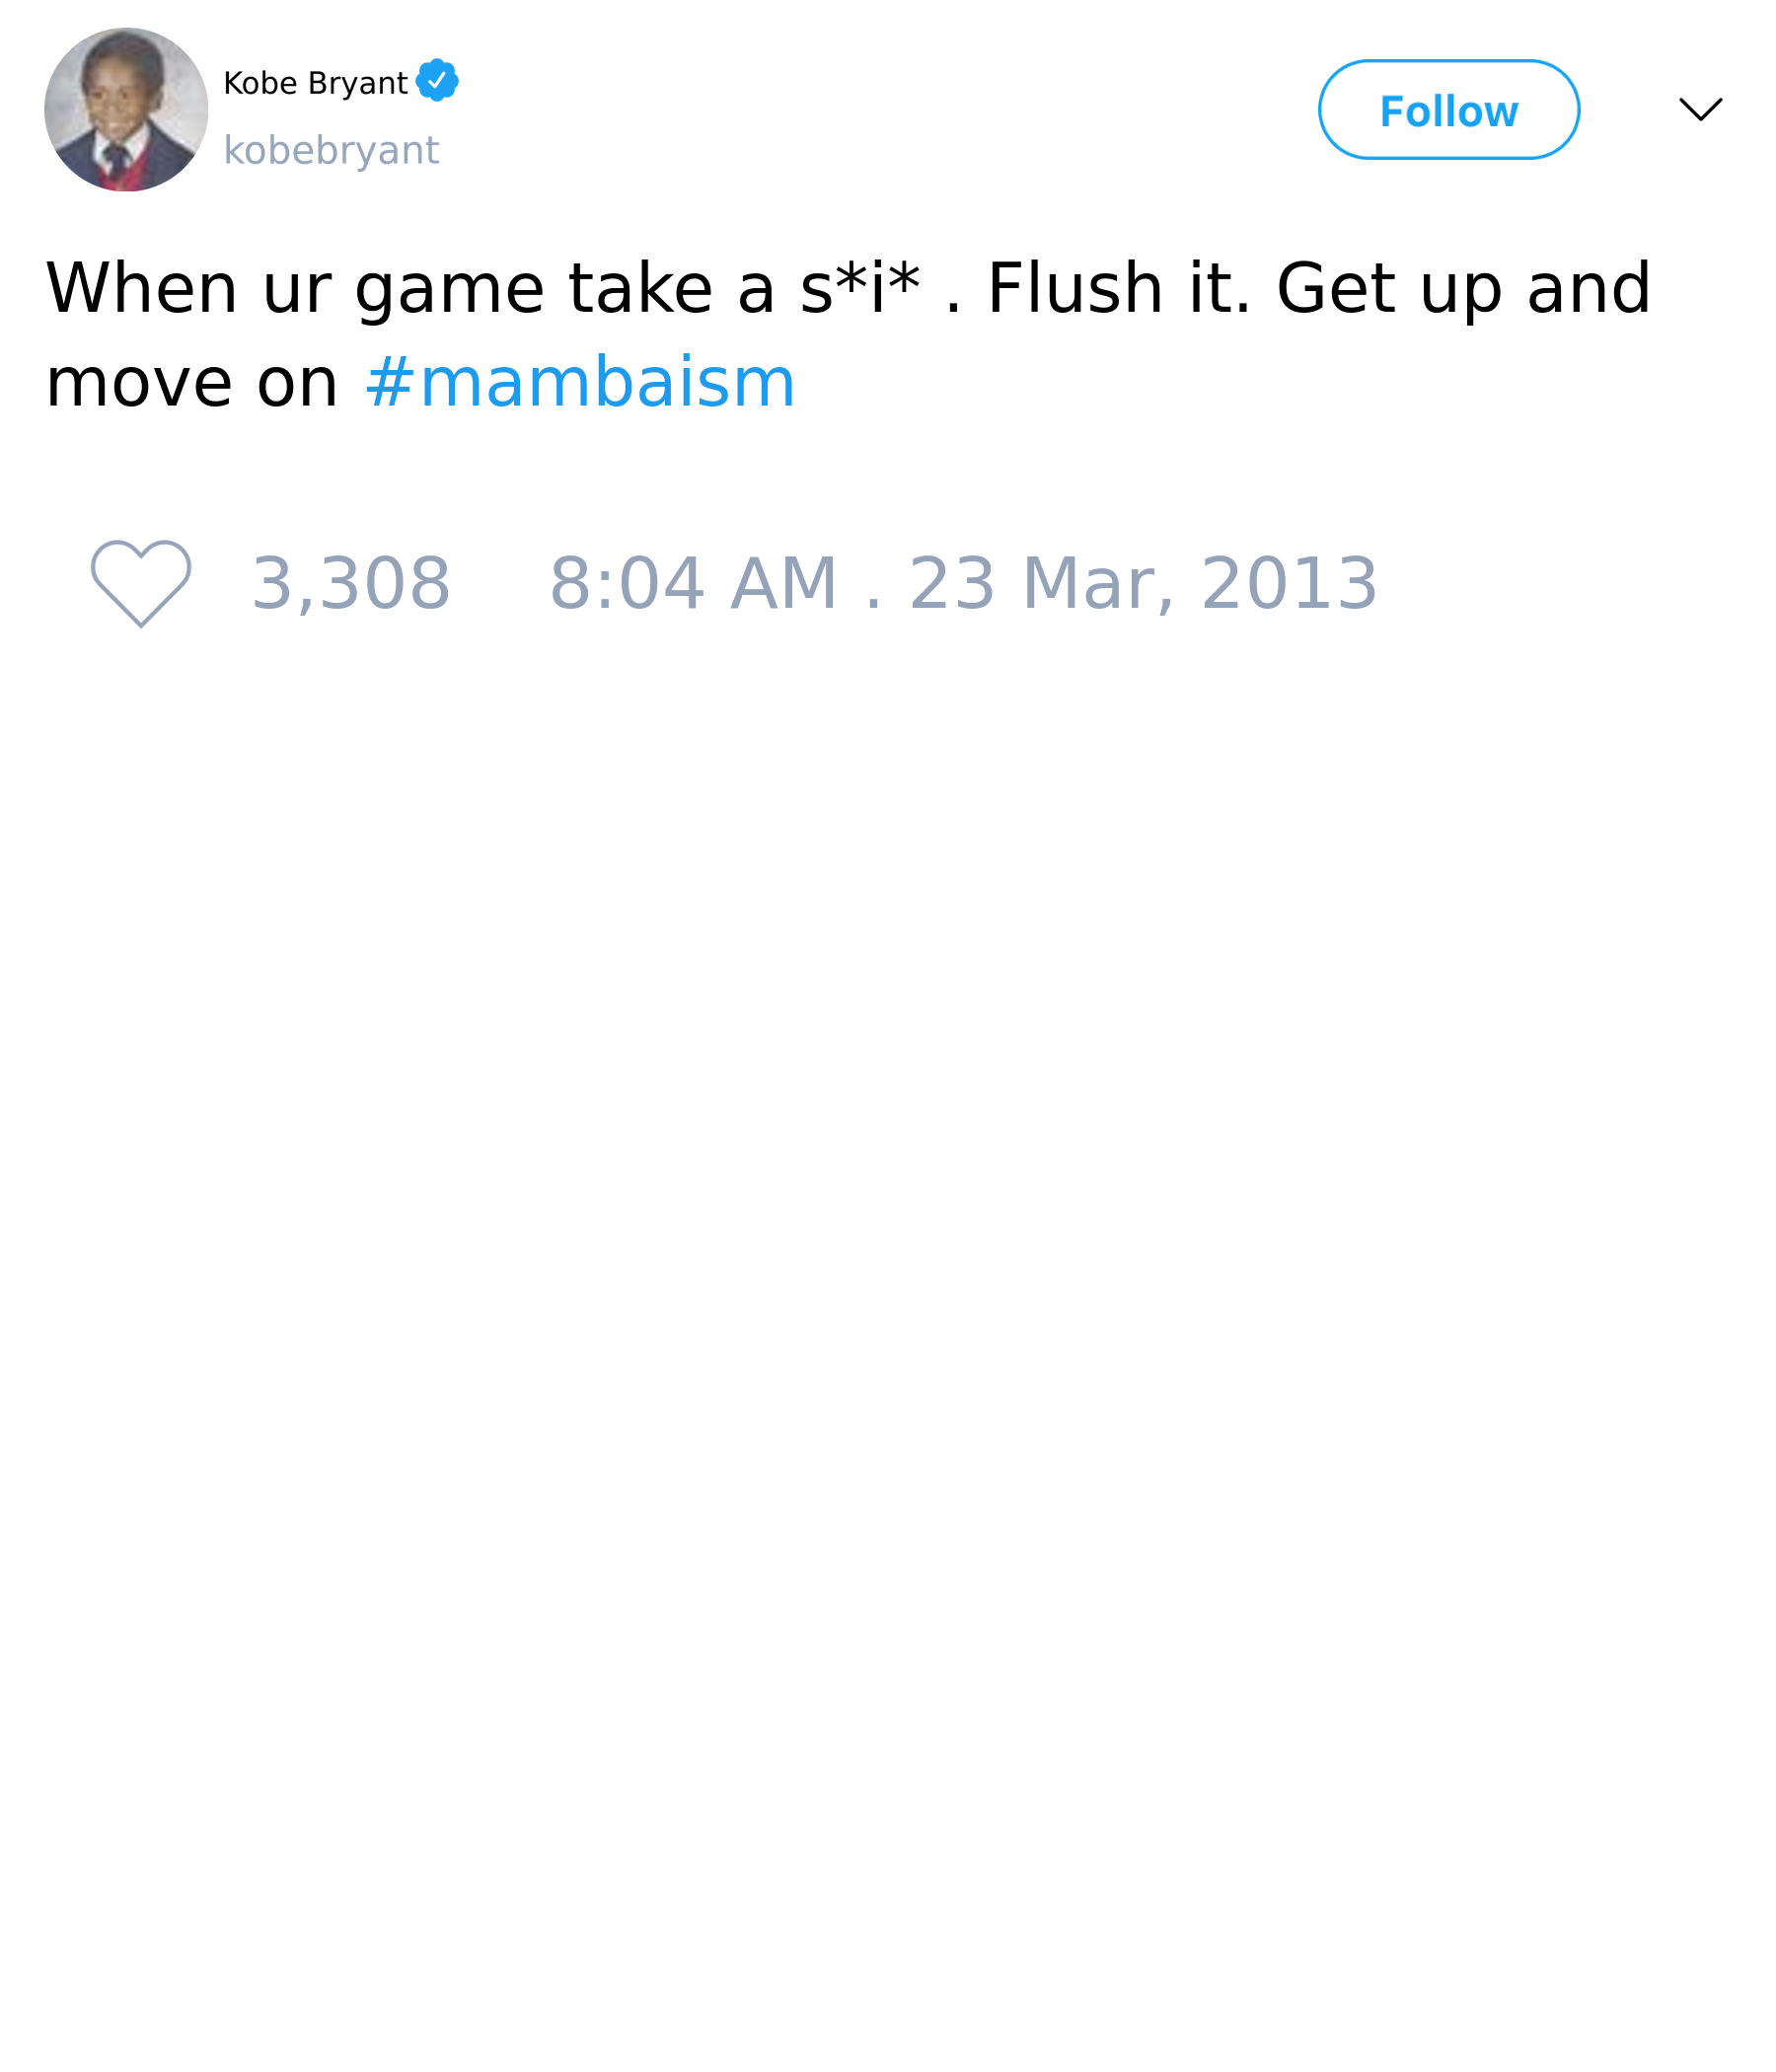 Kobe Bryant
kobebryant
Follow
When ur game take a s*i* . Flush it. Get up and
move on #mambaism
3,308 8:04 AM . 23 Mar, 2013